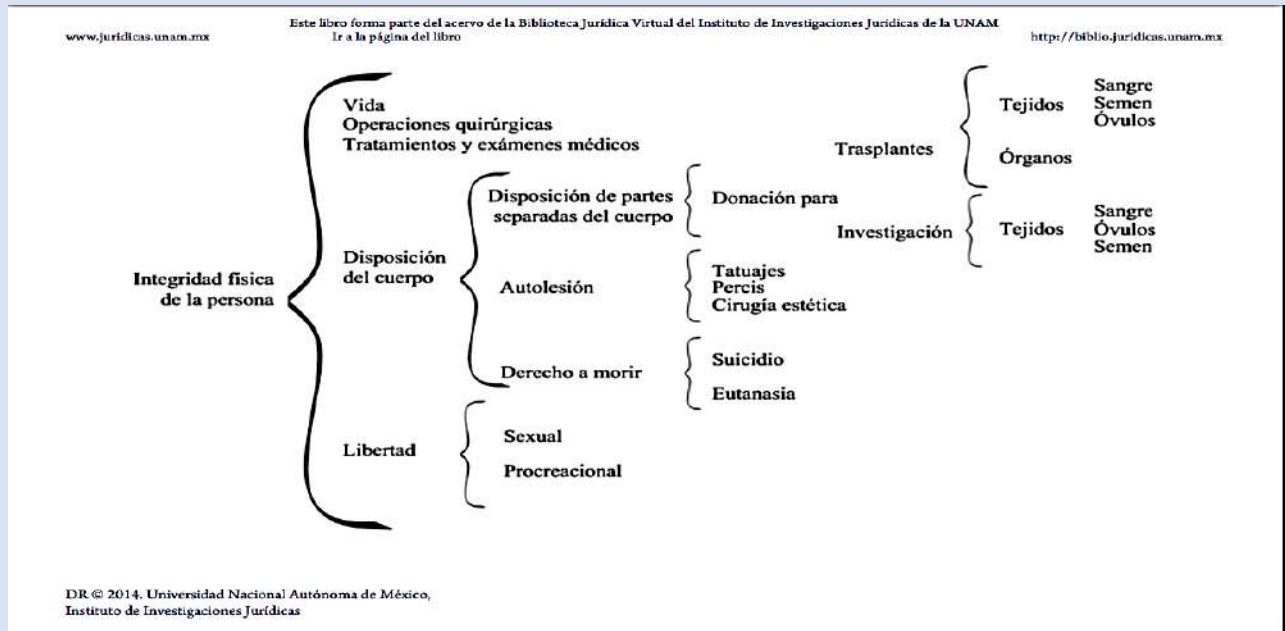 Este libro forma parte del acervo de la Biblioteca Jurídica Virtual del Instituto de Investigaciones Jurídicas de la UNAM
www.juridicas.unam.mx Ir a la página del libro http://biblio.juridicas.unam.mx
Integridad física
de la persona
Vida
Operaciones quirúrgicas
Tratamientos y exámenes médicos
Disposición
del cuerpo
Disposición de partes
separadas del cuerpo
Donación para
Trasplantes
Tejidos
Sangre
Semen
Óvulos
Órganos
Investigación
Tejidos
Sangre
Óvulos
Semen
Autolesión
Tatuajes
Percis
Cirugía estética
Derecho a morir
Suicidio
Eutanasia
Libertad
Sexual
Procreacional
DR © 2014. Universidad Nacional Autónoma de México,
Instituto de Investigaciones Jurídicas